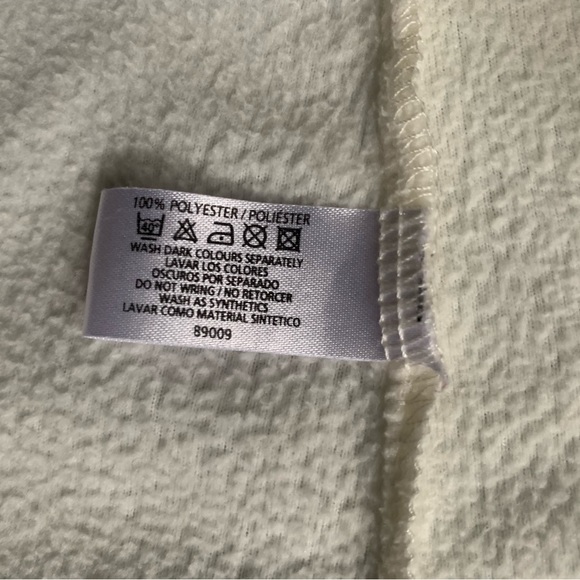 100% POLYESTER / POLIÉSTER
40°
WASH DARK COLOURS SEPARATELY
LAVAR LOS COLORES
OSCUROS POR SEPARADO
DO NOT WRING / NO RETORCER
WASH AS SYNTHETICS
LAVAR COMO MATERIAL SINTETICO
89009